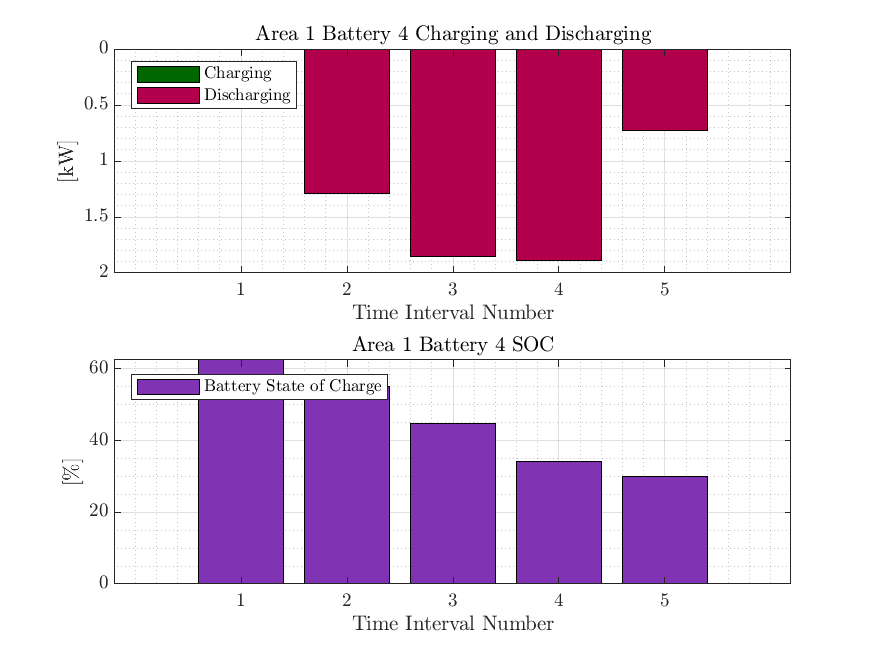 Area 1 Battery 4 Charging and Discharging
0
0.5
1
1.5
2
[kW]
Charging
Discharging
1 2 3 4 5
Time Interval Number
Area 1 Battery 4 SOC
60
40
20
0
[%]
Battery State of Charge
1 2 3 4 5
Time Interval Number